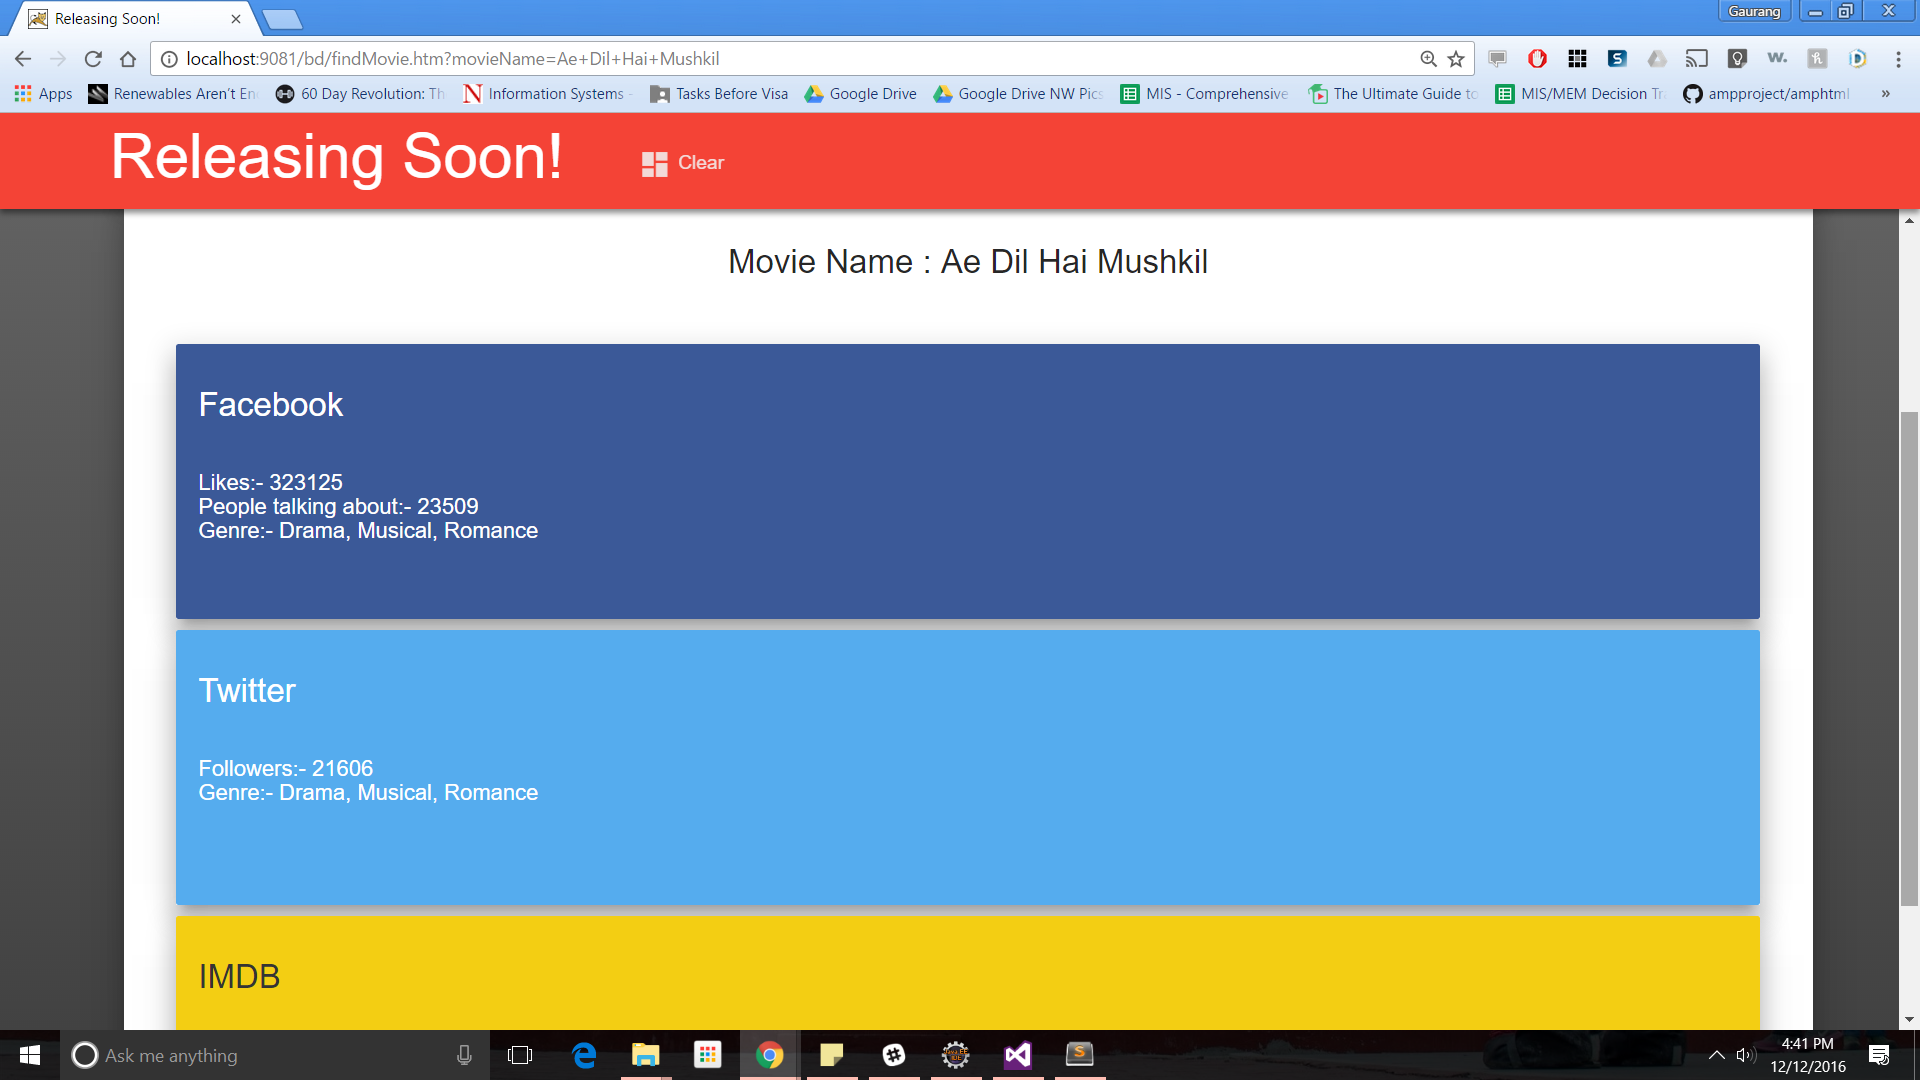 Releasing Soon!
Gaurang
localhost:9081/bd/findMovie.htm?movieName=Ae+Dil+Hai+Mushkil
Apps
Renewables Aren't En
60 Day Revolution: Th
Information Systems -
Tasks Before Visa
Google Drive
Google Drive NW Pics
MIS - Comprehensive
The Ultimate Guide to
MIS/MEM Decision Tra
ampproject/amphtml
»
Releasing Soon!
Clear
Movie Name : Ae Dil Hai Mushkil
Facebook
Likes:- 323125
People talking about:- 23509
Genre:- Drama, Musical, Romance
Twitter
Followers:- 21606
Genre:- Drama, Musical, Romance
IMDB
Ask me anything
4:41 PM
12/12/2016